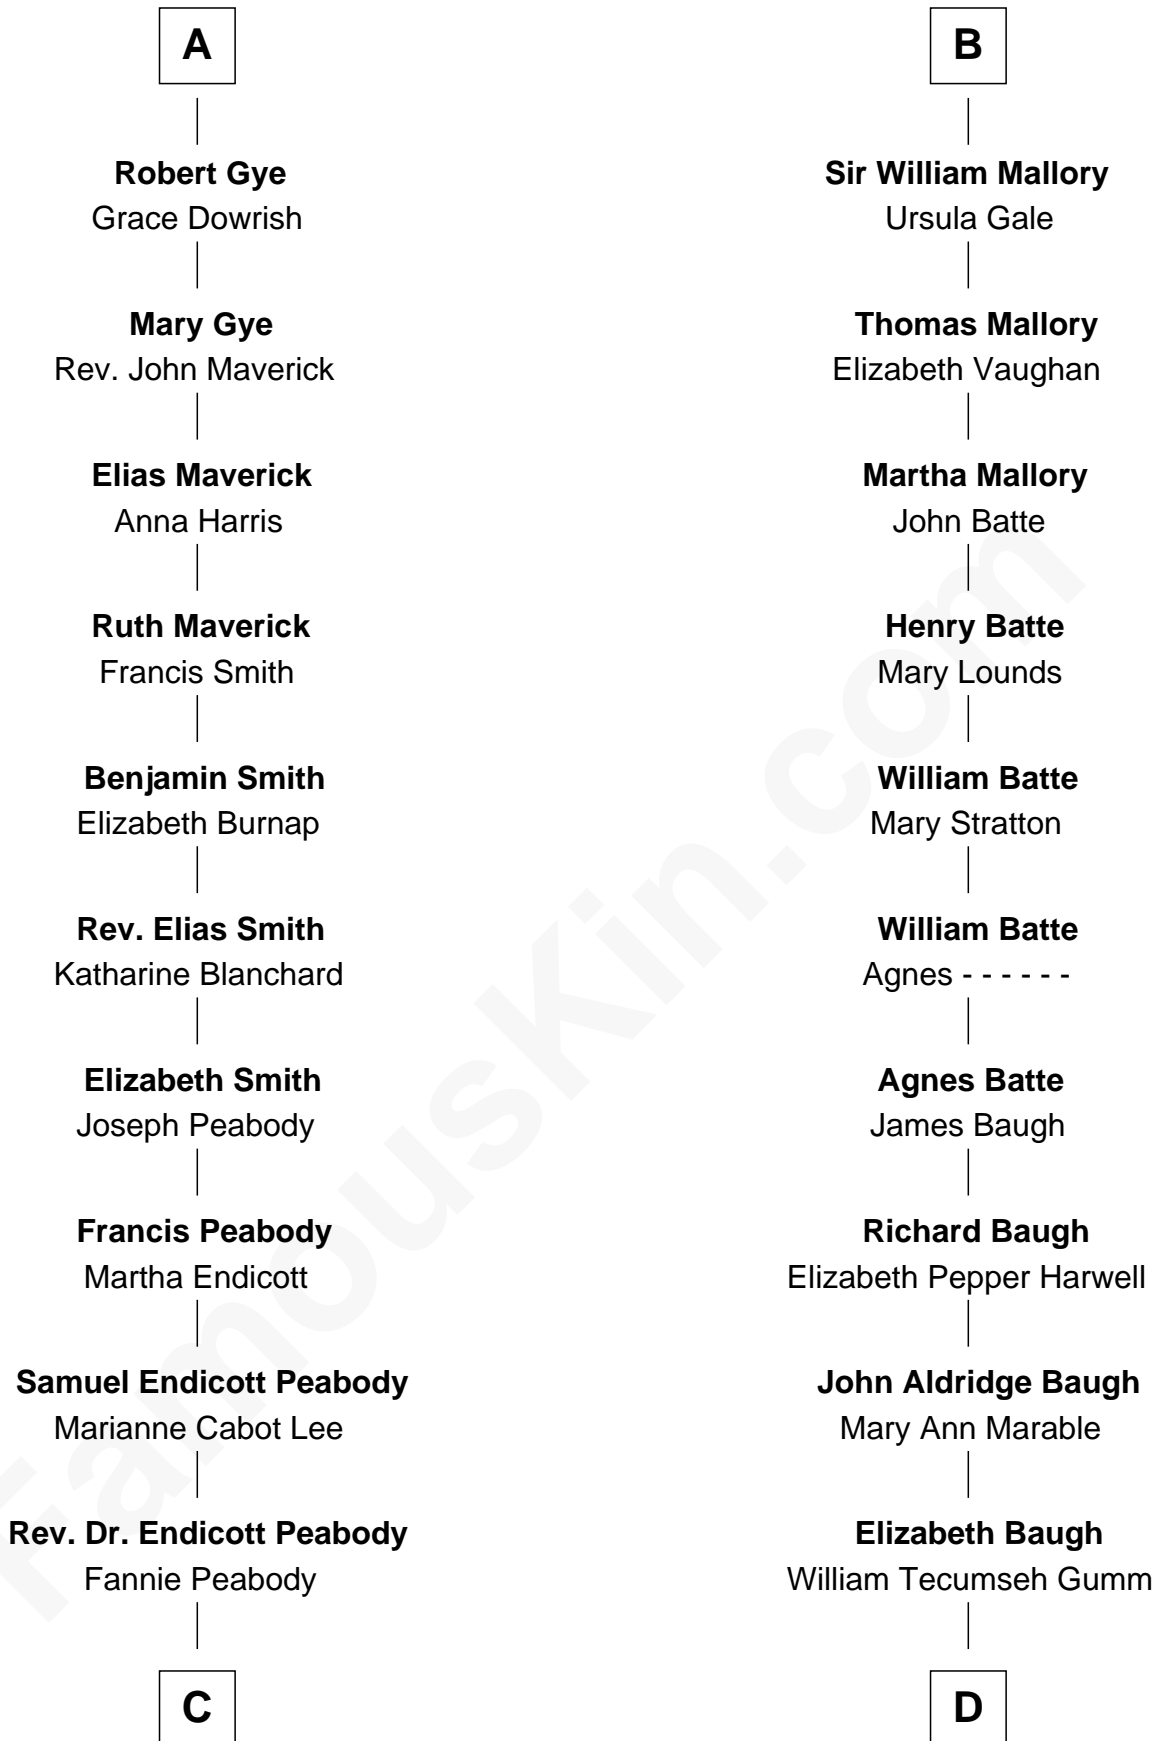 A
Robert Gye
Grace Dowrish
Mary Gye
Rev. John Maverick
Elias Maverick
Anna Harris
Ruth Maverick
Francis Smith
Benjamin Smith
Elizabeth Burnap
Rev. Elias Smith
Katharine Blanchard
Elizabeth Smith
Joseph Peabody
Francis Peabody
Martha Endicott
Samuel Endicott Peabody
Marianne Cabot Lee
Rev. Dr. Endicott Peabody
Fannie Peabody
C
B
Sir William Mallory
Ursula Gale
Thomas Mallory
Elizabeth Vaughan
Martha Mallory
John Batte
Henry Batte
Mary Lounds
William Batte
Mary Stratton
William Batte
Agnes - - - - - -
Agnes Batte
James Baugh
Richard Baugh
Elizabeth Pepper Harwell
John Aldridge Baugh
Mary Ann Marable
Elizabeth Baugh
William Tecumseh Gumm
D
FamousKin.com